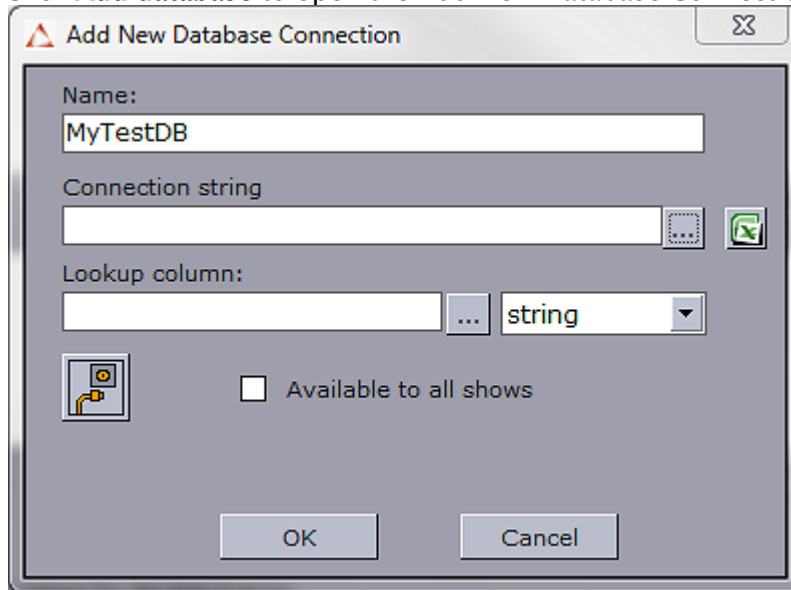 Add New Database Connection
Name:
MyTestDB
Connection string
...
Lookup column:
... string
Available to all shows
OK Cancel